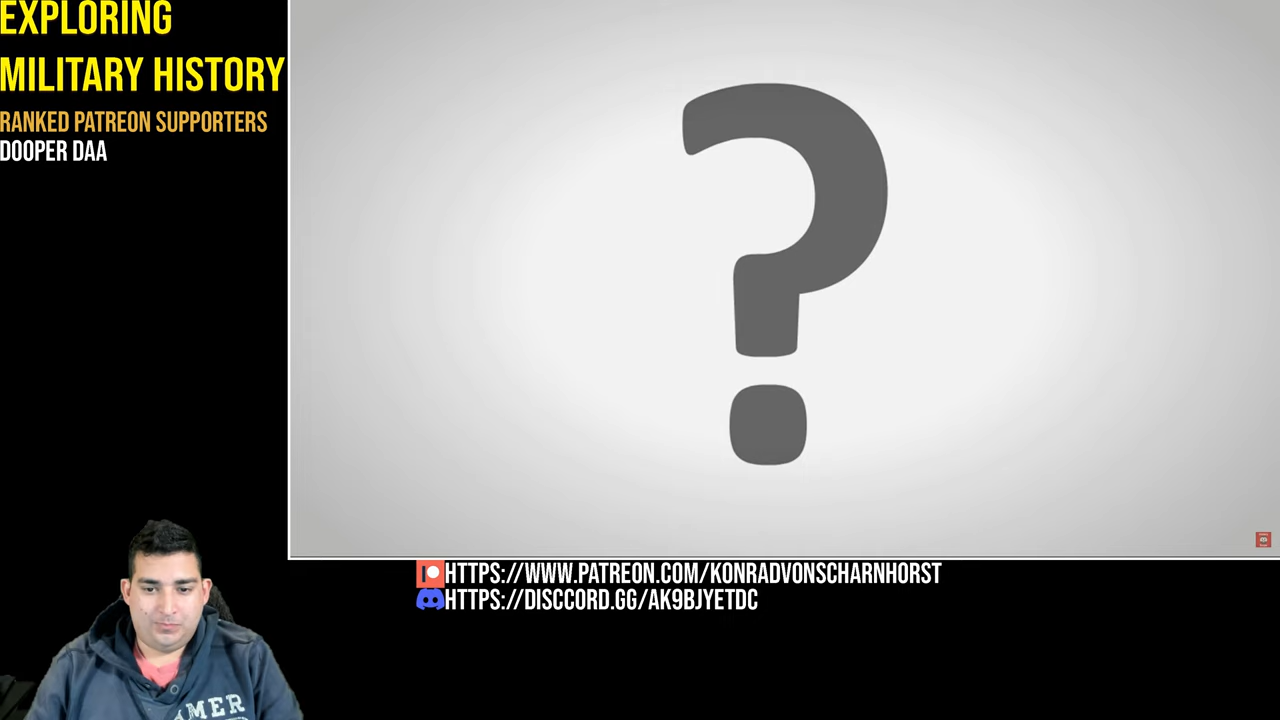 EXPLORING
MILITARY HISTORY
RANKED PATREON SUPPORTERS
DOOPER DAA
?
HTTPS://WWW.PATREON.COM/KONRADVONSCHARNHORST
HTTPS://DISCCORD.GG/AK9BJYETDC